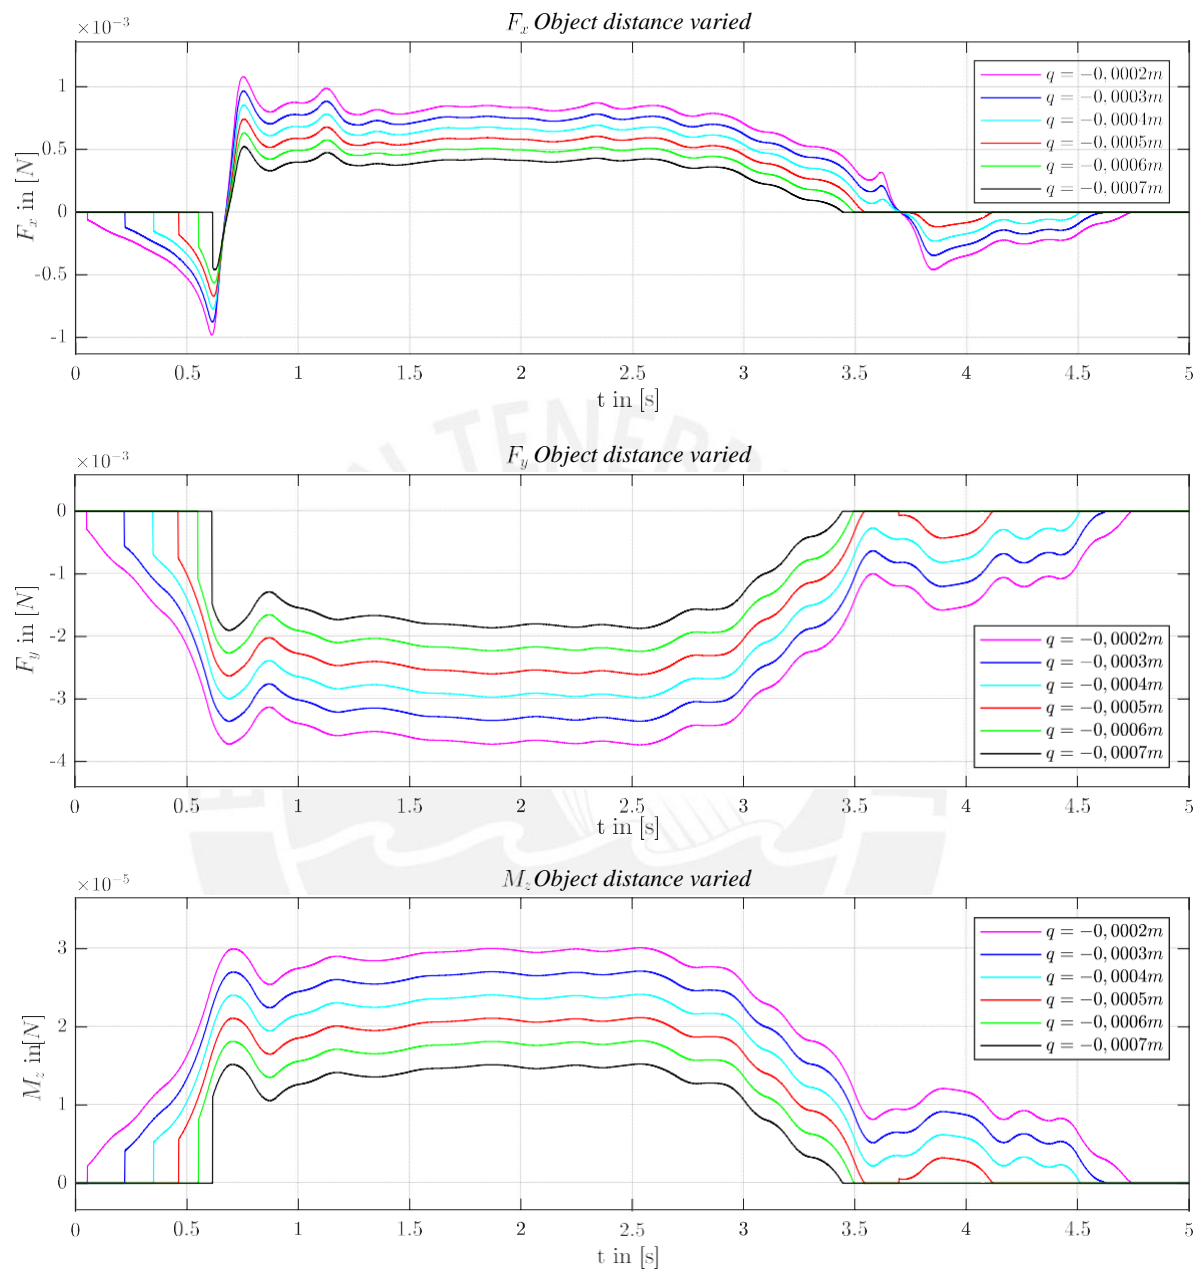 F_x Object distance varied
×10⁻³
1
0.5
0
-0.5
-1
F_x in [N]
q = −0,0002m
q = −0,0003m
q = −0,0004m
q = −0,0005m
q = −0,0006m
q = −0,0007m
0 0.5 1 1.5 2 2.5 3 3.5 4 4.5 5
t in [s]
F_y Object distance varied
×10⁻³
0
-1
-2
-3
-4
F_y in [N]
q = −0,0002m
q = −0,0003m
q = −0,0004m
q = −0,0005m
q = −0,0006m
q = −0,0007m
0 0.5 1 1.5 2 2.5 3 3.5 4 4.5 5
t in [s]
M_z Object distance varied
×10⁻⁵
3
2
1
0
M_z in[N]
q = −0,0002m
q = −0,0003m
q = −0,0004m
q = −0,0005m
q = −0,0006m
q = −0,0007m
0 0.5 1 1.5 2 2.5 3 3.5 4 4.5 5
t in [s]